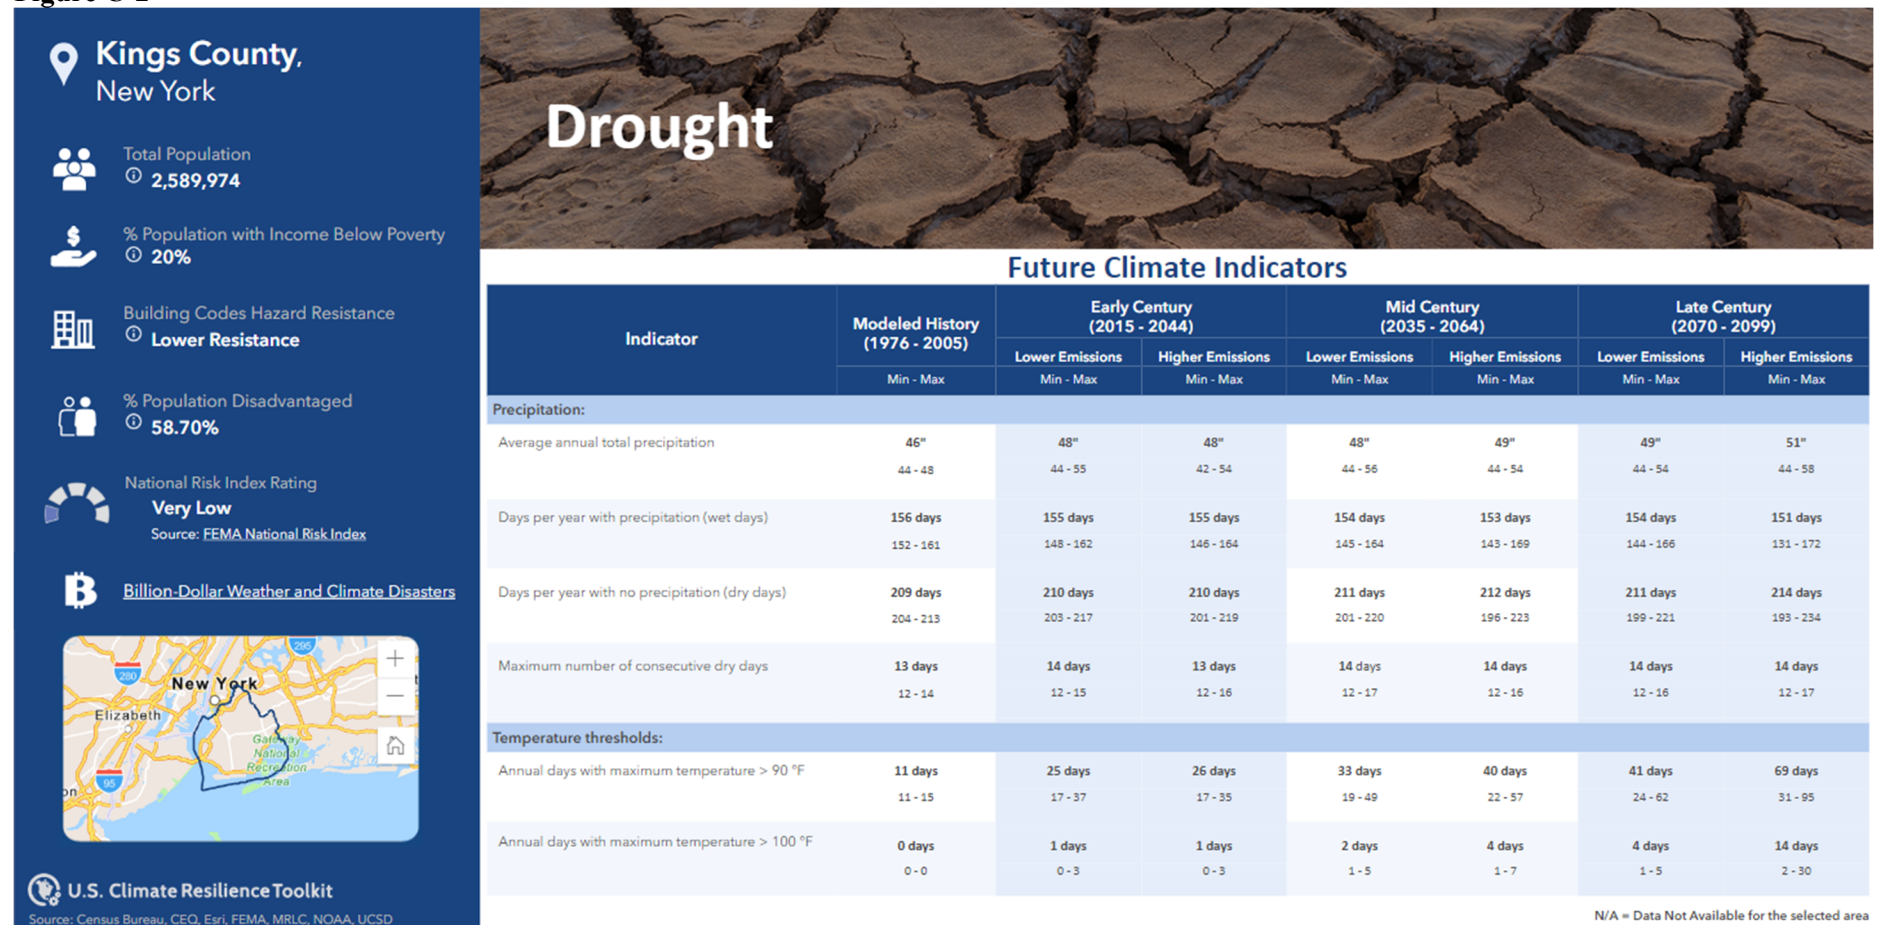 Kings County,
New York
Total Population
2,589,974
% Population with Income Below Poverty
20%
Building Codes Hazard Resistance
Lower Resistance
% Population Disadvantaged
58.70%
National Risk Index Rating
Very Low
Source: FEMA National Risk Index
Billion-Dollar Weather and Climate Disasters
295
280
New York
Elizabeth
Gateway
National
Recreation
Area
95
on
U.S. Climate Resilience Toolkit
Source: Census Bureau, CEQ, Esri, FEMA, MRLC, NOAA, UCSD
Drought
Future Climate Indicators
Indicator
Modeled History
(1976 - 2005)
Early Century
(2015 - 2044)
Mid Century
(2035 - 2064)
Late Century
(2070 - 2099)
Lower Emissions Higher Emissions Lower Emissions Higher Emissions Lower Emissions Higher Emissions
Min - Max Min - Max Min - Max Min - Max Min - Max Min - Max Min - Max
Precipitation:
Average annual total precipitation 46" 48" 48" 48" 49" 49" 51"
44 - 48 44 - 55 42 - 54 44 - 56 44 - 54 44 - 54 44 - 58
Days per year with precipitation (wet days) 156 days 155 days 155 days 154 days 153 days 154 days 151 days
152 - 161 148 - 162 146 - 164 145 - 164 143 - 169 144 - 166 131 - 172
Days per year with no precipitation (dry days) 209 days 210 days 210 days 211 days 212 days 211 days 214 days
204 - 213 203 - 217 201 - 219 201 - 220 196 - 223 199 - 221 193 - 234
Maximum number of consecutive dry days 13 days 14 days 13 days 14 days 14 days 14 days 14 days
12 - 14 12 - 15 12 - 16 12 - 17 12 - 16 12 - 16 12 - 17
Temperature thresholds:
Annual days with maximum temperature > 90 °F 11 days 25 days 26 days 33 days 40 days 41 days 69 days
11 - 15 17 - 37 17 - 35 19 - 49 22 - 57 24 - 62 31 - 95
Annual days with maximum temperature > 100 °F 0 days 1 days 1 days 2 days 4 days 4 days 14 days
0 - 0 0 - 3 0 - 3 1 - 5 1 - 7 1 - 5 2 - 30
N/A = Data Not Available for the selected area